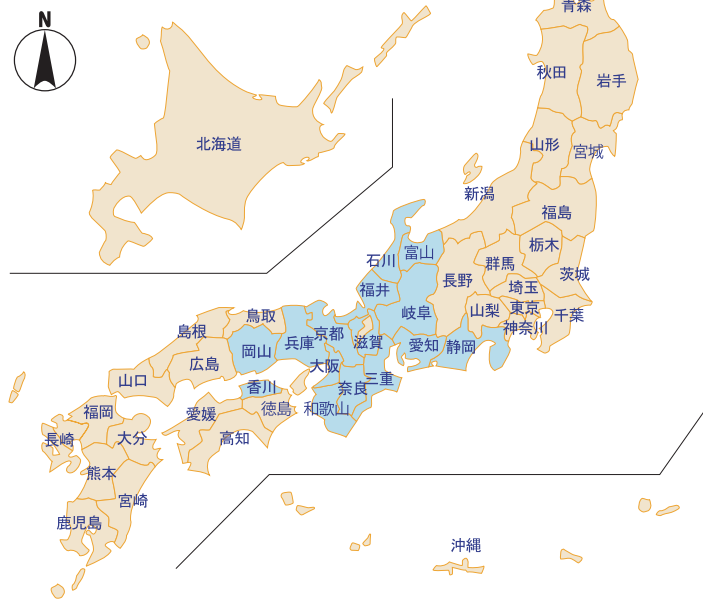 N
青森
秋田
岩手
北海道
山形
宮城
新潟
福島
栃木
石川
富山
群馬
茨城
長野
福井
埼玉
山梨
東京
千葉
岐阜
神奈川
鳥取
島根
京都
兵庫
滋賀
愛知
静岡
岡山
広島
大阪
三重
山口
香川
奈良
福岡
愛媛
徳島
和歌山
長崎
大分
高知
熊本
宮崎
鹿児島
沖縄